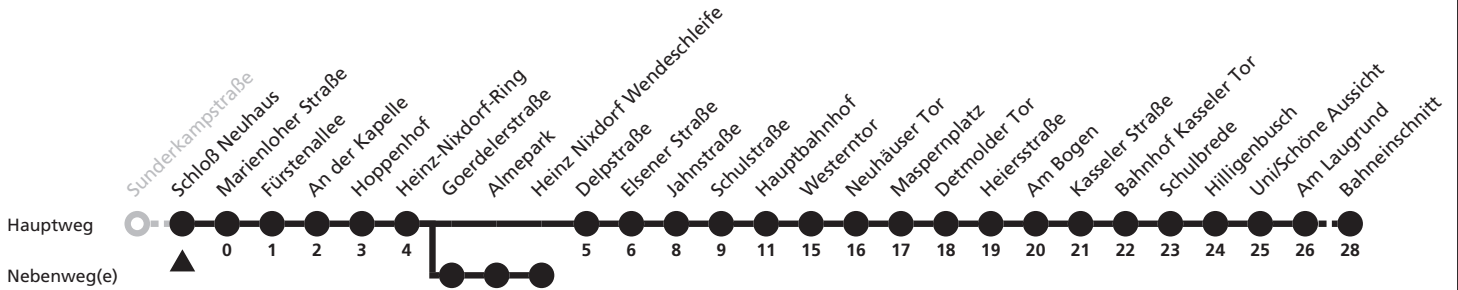 Sunderkampstraße
Schloß Neuhaus
Marienloher Straße
Fürstenallee
An der Kapelle
Hoppenhof
Heinz-Nixdorf-Ring
Goerdelerstraße
Almepark
Heinz Nixdorf Wendeschleife
Delpstraße
Elsener Straße
Jahnstraße
Schulstraße
Hauptbahnhof
Westerntor
Neuhäuser Tor
Maspernplatz
Detmolder Tor
Heiersstraße
Am Bogen
Kasseler Straße
Bahnhof Kasseler Tor
Schulbrede
Hilligenbusch
Uni/Schöne Aussicht
Am Laugrund
Bahneinschnitt
Hauptweg
0 1 2 3 4 5 6 8 9 11 15 16 17 18 19 20 21 22 23 24 25 26 28
Nebenweg(e)